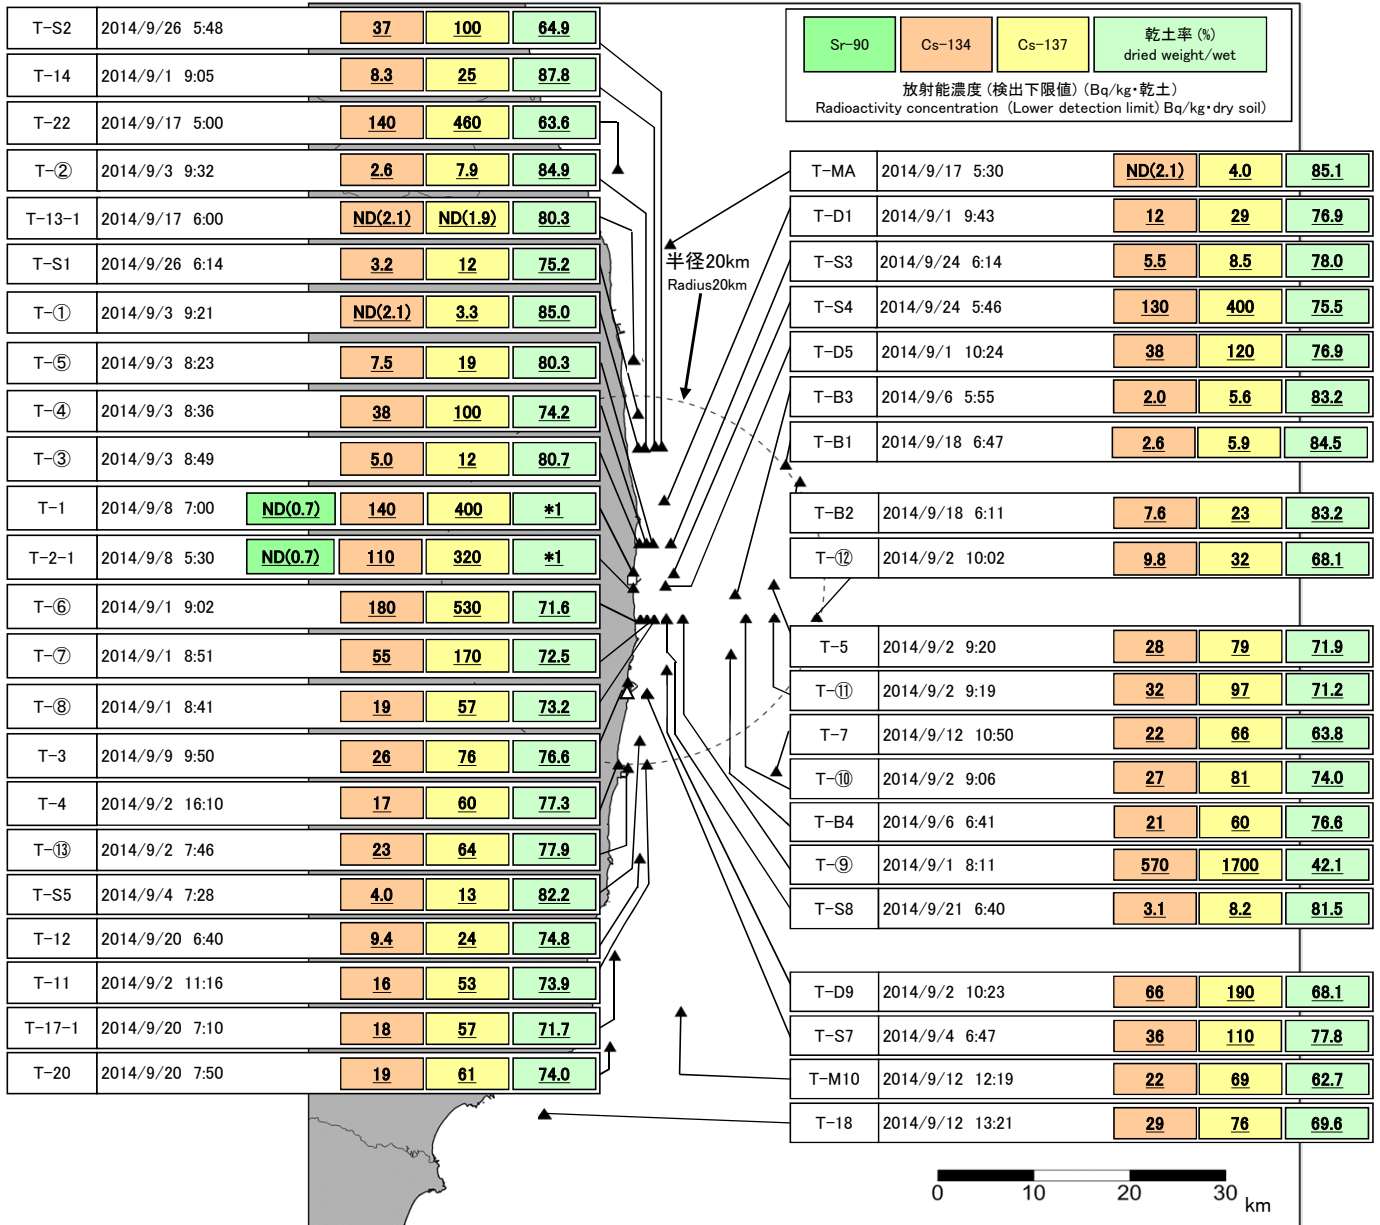 Sr-90 Cs-134 Cs-137 乾土率 (%)
dried weight/wet
放射能濃度 (検出下限値) (Bq/kg・乾土)
Radioactivity concentration (Lower detection limit) Bq/kg・dry soil)
T-S2 2014/9/26 5:48 37 100 64.9
T-14 2014/9/1 9:05 8.3 25 87.8
T-22 2014/9/17 5:00 140 460 63.6
T-② 2014/9/3 9:32 2.6 7.9 84.9
T-13-1 2014/9/17 6:00 ND(2.1) ND(1.9) 80.3
T-S1 2014/9/26 6:14 3.2 12 75.2
T-① 2014/9/3 9:21 ND(2.1) 3.3 85.0
T-⑤ 2014/9/3 8:23 7.5 19 80.3
T-④ 2014/9/3 8:36 38 100 74.2
T-③ 2014/9/3 8:49 5.0 12 80.7
T-1 2014/9/8 7:00 ND(0.7) 140 400 *1
T-2-1 2014/9/8 5:30 ND(0.7) 110 320 *1
T-⑥ 2014/9/1 9:02 180 530 71.6
T-⑦ 2014/9/1 8:51 55 170 72.5
T-⑧ 2014/9/1 8:41 19 57 73.2
T-3 2014/9/9 9:50 26 76 76.6
T-4 2014/9/2 16:10 17 60 77.3
T-⑬ 2014/9/2 7:46 23 64 77.9
T-S5 2014/9/4 7:28 4.0 13 82.2
T-12 2014/9/20 6:40 9.4 24 74.8
T-11 2014/9/2 11:16 16 53 73.9
T-17-1 2014/9/20 7:10 18 57 71.7
T-20 2014/9/20 7:50 19 61 74.0
半径20km
Radius20km
T-MA 2014/9/17 5:30 ND(2.1) 4.0 85.1
T-D1 2014/9/1 9:43 12 29 76.9
T-S3 2014/9/24 6:14 5.5 8.5 78.0
T-S4 2014/9/24 5:46 130 400 75.5
T-D5 2014/9/1 10:24 38 120 76.9
T-B3 2014/9/6 5:55 2.0 5.6 83.2
T-B1 2014/9/18 6:47 2.6 5.9 84.5
T-B2 2014/9/18 6:11 7.6 23 83.2
T-⑫ 2014/9/2 10:02 9.8 32 68.1
T-5 2014/9/2 9:20 28 79 71.9
T-⑪ 2014/9/2 9:19 32 97 71.2
T-7 2014/9/12 10:50 22 66 63.8
T-⑩ 2014/9/2 9:06 27 81 74.0
T-B4 2014/9/6 6:41 21 60 76.6
T-⑨ 2014/9/1 8:11 570 1700 42.1
T-S8 2014/9/21 6:40 3.1 8.2 81.5
T-D9 2014/9/2 10:23 66 190 68.1
T-S7 2014/9/4 6:47 36 110 77.8
T-M10 2014/9/12 12:19 22 69 62.7
T-18 2014/9/12 13:21 29 76 69.6
0 10 20 30 km